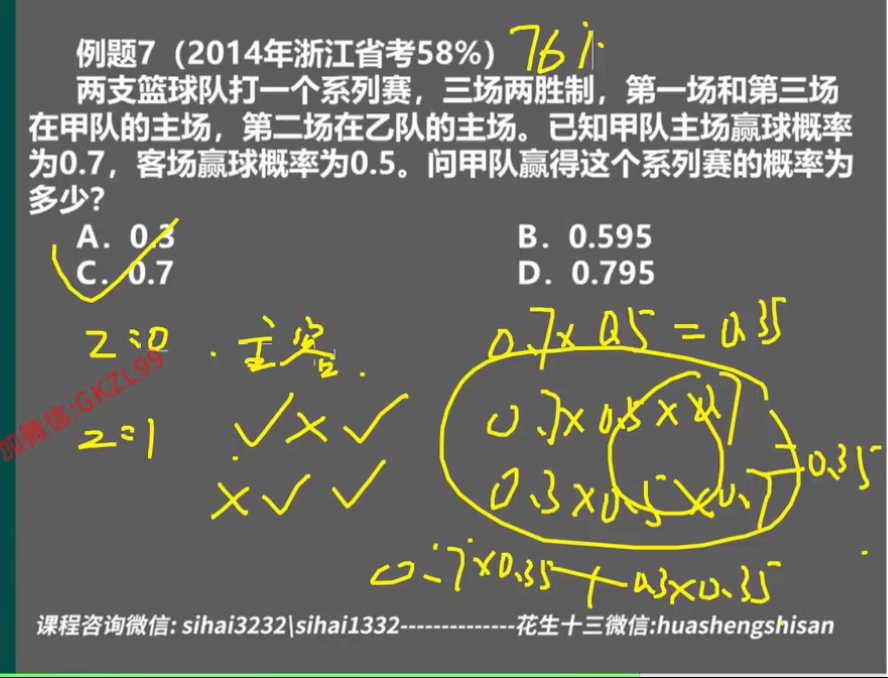 例题7（2014年浙江省考58%） 76%
两支篮球队打一个系列赛，三场两胜制，第一场和第三场
在甲队的主场，第二场在乙队的主场。已知甲队主场赢球概率
为0.7，客场赢球概率为0.5。问甲队赢得这个系列赛的概率为
多少？
A．0.3 B．0.595
C．0.7 D．0.795
2:0 . 主客. 0.7×0.5=0.35
2:1 ✓×✓ 0.7×0.5×0.7
×✓✓ 0.3×0.5×0.7 0.35
0.7×0.35+0.3×0.35
加微信:GKZL99
课程咨询微信: sihai3232\sihai1332--------------花生十三微信:huashengshisan